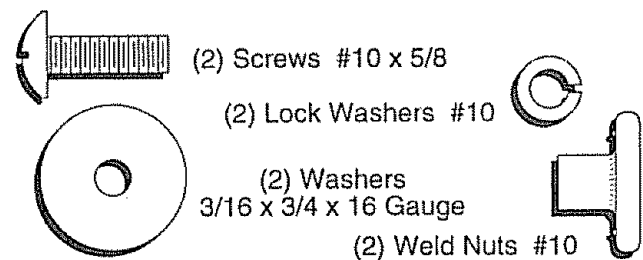 (2) Screws #10 x 5/8
(2) Lock Washers #10
(2) Washers
3/16 x 3/4 x 16 Gauge
(2) Weld Nuts #10